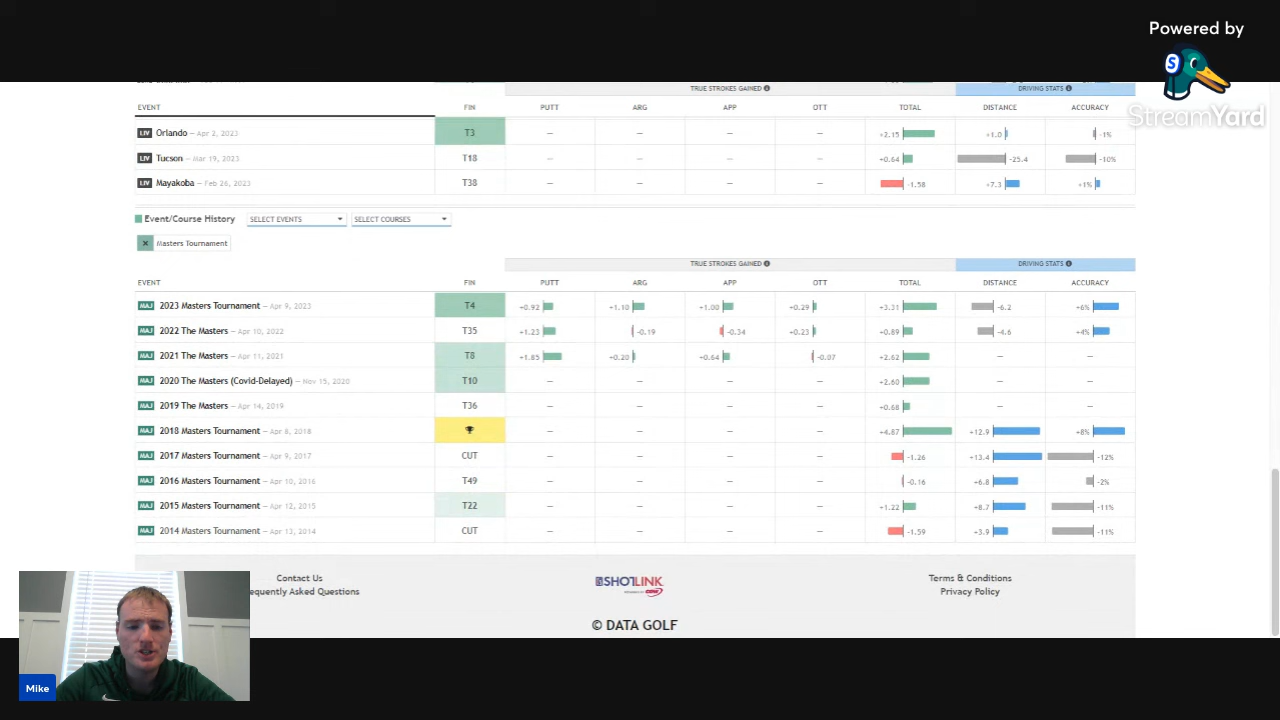 Powered by
StreamYard
TRUE STROKES GAINED DRIVING STATS
EVENT FIN PUTT ARG APP OTT TOTAL DISTANCE ACCURACY
LIV Orlando — Apr 2, 2023 T3 — — — — +2.15 +1.0 -1%
LIV Tucson — Mar 19, 2023 T18 — — — — +0.64 -25.4 -10%
LIV Mayakoba — Feb 26, 2023 T38 — — — — -1.58 +7.3 +1%
Event/Course History SELECT EVENTS SELECT COURSES
× Masters Tournament
TRUE STROKES GAINED DRIVING STATS
EVENT FIN PUTT ARG APP OTT TOTAL DISTANCE ACCURACY
MAJ 2023 Masters Tournament — Apr 9, 2023 T4 +0.92 +1.10 +1.00 +0.29 +3.31 -6.2 +6%
MAJ 2022 The Masters — Apr 10, 2022 T35 +1.23 -0.19 -0.34 +0.23 +0.89 -4.6 +4%
MAJ 2021 The Masters — Apr 11, 2021 T8 +1.85 +0.20 +0.64 -0.07 +2.62 — —
MAJ 2020 The Masters (Covid-Delayed) — Nov 15, 2020 T10 — — — — +2.60 — —
MAJ 2019 The Masters — Apr 14, 2019 T36 — — — — +0.68 — —
MAJ 2018 Masters Tournament — Apr 8, 2018 — — — — +4.87 +12.9 +8%
MAJ 2017 Masters Tournament — Apr 9, 2017 CUT — — — — -1.26 +13.4 -12%
MAJ 2016 Masters Tournament — Apr 10, 2016 T49 — — — — -0.16 +6.8 -2%
MAJ 2015 Masters Tournament — Apr 12, 2015 T22 — — — — +1.22 +8.7 -11%
MAJ 2014 Masters Tournament — Apr 13, 2014 CUT — — — — -1.59 +3.9 -11%
Contact Us SHOTLINK Terms & Conditions
equently Asked Questions Privacy Policy
© DATA GOLF
Mike